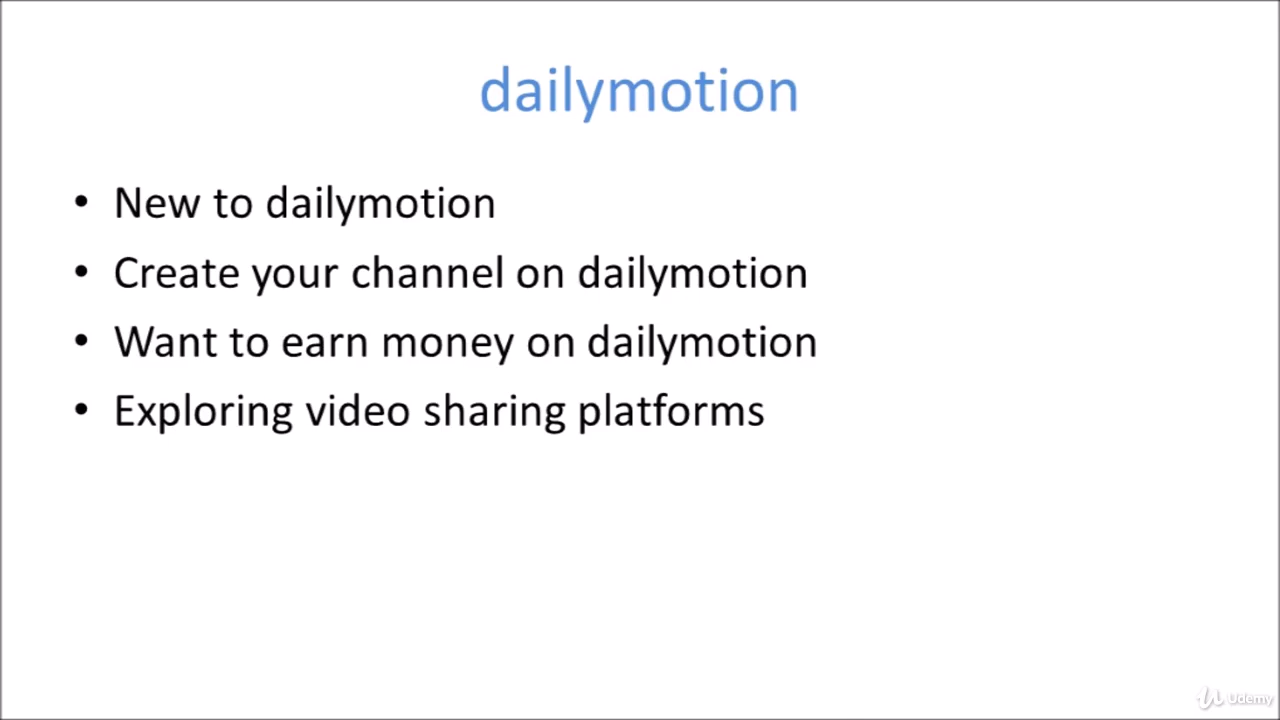 dailymotion
• New to dailymotion
• Create your channel on dailymotion
• Want to earn money on dailymotion
• Exploring video sharing platforms
Udemy